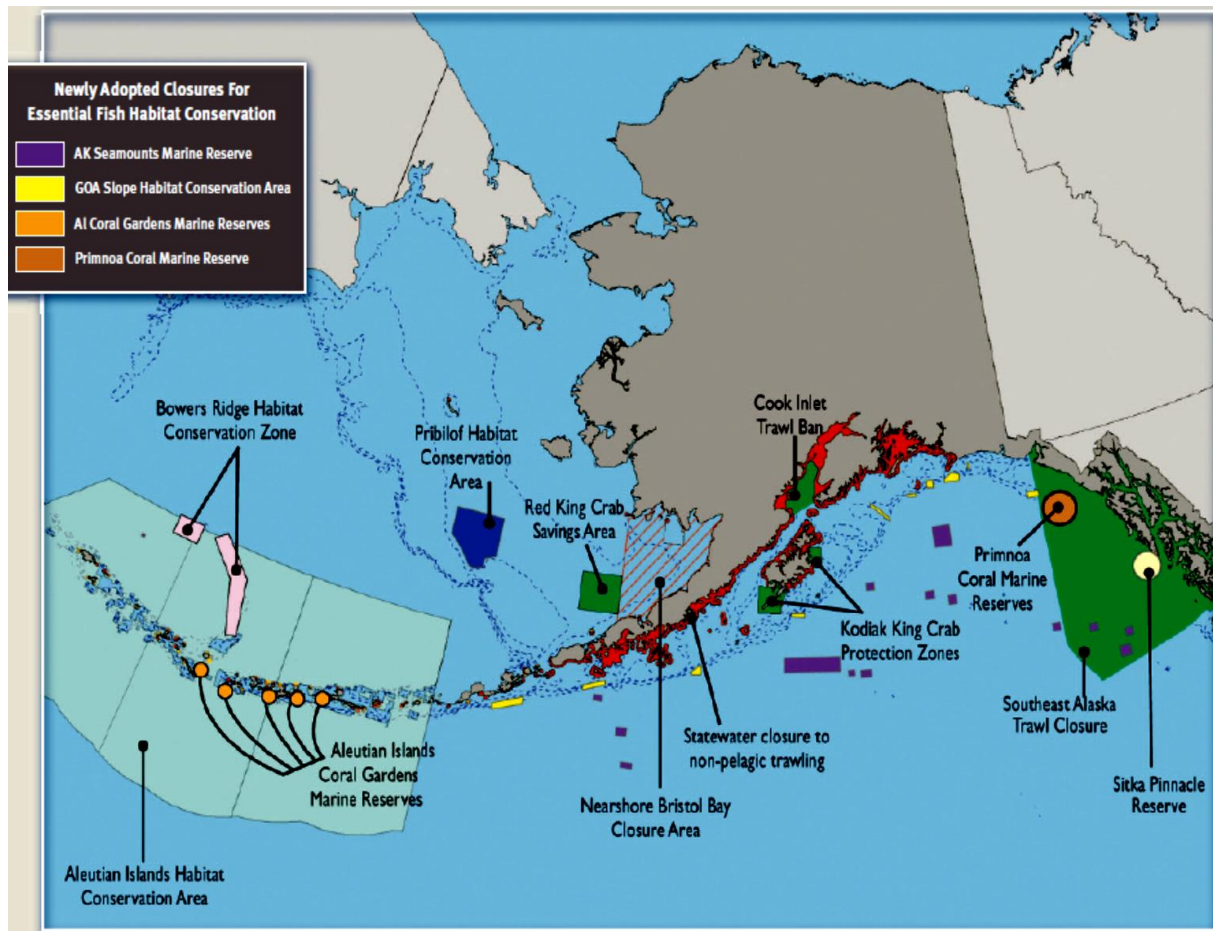 Newly Adopted Closures For
Essential Fish Habitat Conservation
AK Seamounts Marine Reserve
GOA Slope Habitat Conservation Area
AI Coral Gardens Marine Reserves
Primnoa Coral Marine Reserve
Bowers Ridge Habitat
Conservation Zone
Pribilof Habitat
Conservation
Area
Red King Crab
Savings Area
Cook Inlet
Trawl Ban
Primnoa
Coral Marine
Reserves
Kodiak King Crab
Protection Zones
Southeast Alaska
Trawl Closure
Sitka Pinnacle
Reserve
Statewater closure to
non-pelagic trawling
Nearshore Bristol Bay
Closure Area
Aleutian Islands
Coral Gardens
Marine Reserves
Aleutian Islands Habitat
Conservation Area